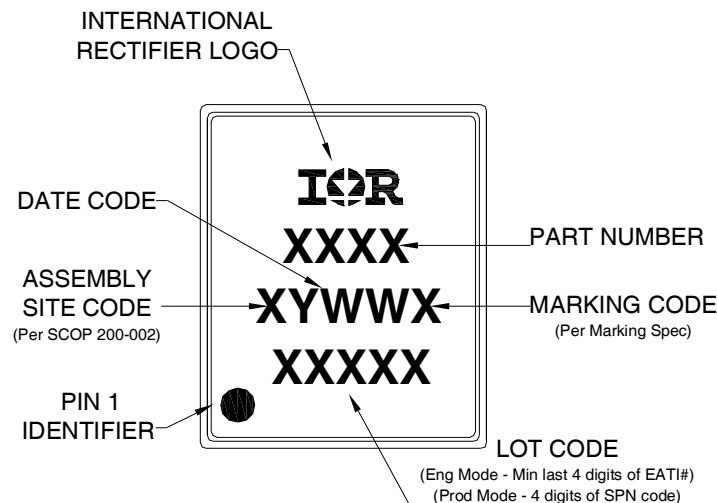 INTERNATIONAL
RECTIFIER LOGO
IOR
DATE CODE
XXXX
PART NUMBER
ASSEMBLY
SITE CODE
(Per SCOP 200-002)
XYWWX
MARKING CODE
(Per Marking Spec)
XXXXX
PIN 1
IDENTIFIER
LOT CODE
(Eng Mode - Min last 4 digits of EATI#)
(Prod Mode - 4 digits of SPN code)